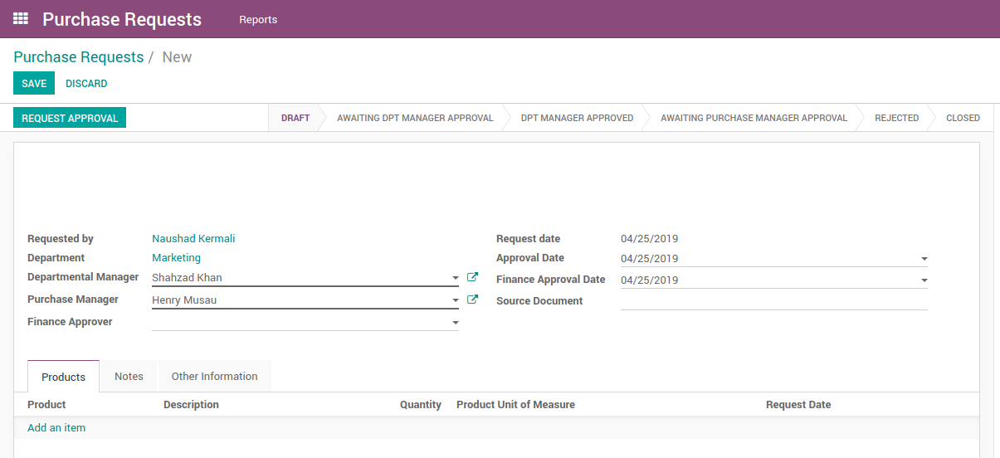 Purchase Requests Reports
Purchase Requests / New
SAVE DISCARD
REQUEST APPROVAL DRAFT AWAITING DPT MANAGER APPROVAL DPT MANAGER APPROVED AWAITING PURCHASE MANAGER APPROVAL REJECTED CLOSED
Requested by Naushad Kermali Request date 04/25/2019
Department Marketing Approval Date 04/25/2019
Departmental Manager Shahzad Khan Finance Approval Date 04/25/2019
Purchase Manager Henry Musau Source Document
Finance Approver
Products Notes Other Information
Product Description Quantity Product Unit of Measure Request Date
Add an item